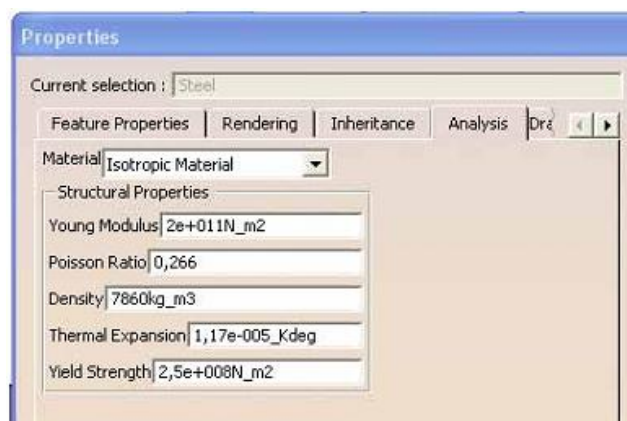 Properties
Current selection : Steel
Feature Properties Rendering Inheritance Analysis Dra
Material Isotropic Material
Structural Properties
Young Modulus 2e+011N_m2
Poisson Ratio 0,266
Density 7860kg_m3
Thermal Expansion 1,17e-005_Kdeg
Yield Strength 2,5e+008N_m2